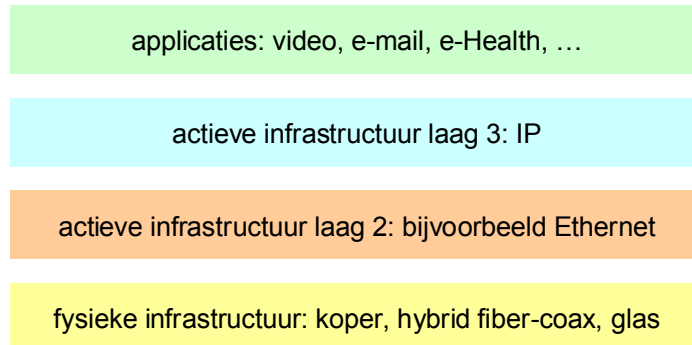 applicaties: video, e-mail, e-Health, …
actieve infrastructuur laag 3: IP
actieve infrastructuur laag 2: bijvoorbeeld Ethernet
fysieke infrastructuur: koper, hybrid fiber-coax, glas